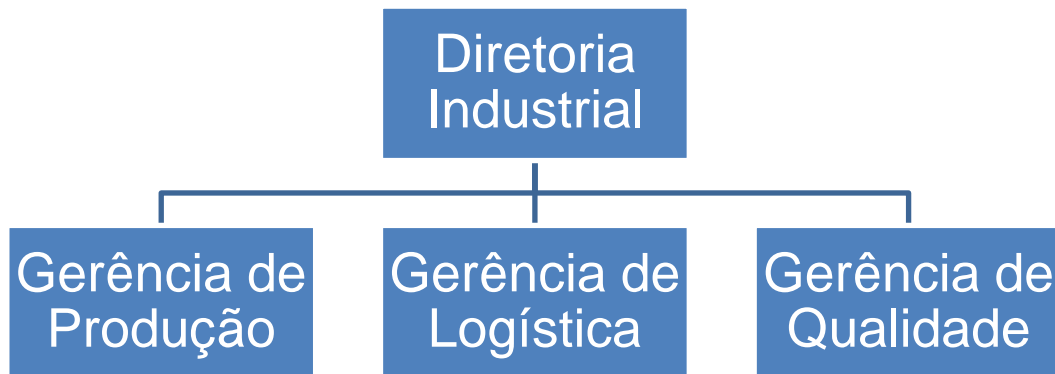 Diretoria
Industrial
Gerência de
Produção
Gerência de
Logística
Gerência de
Qualidade